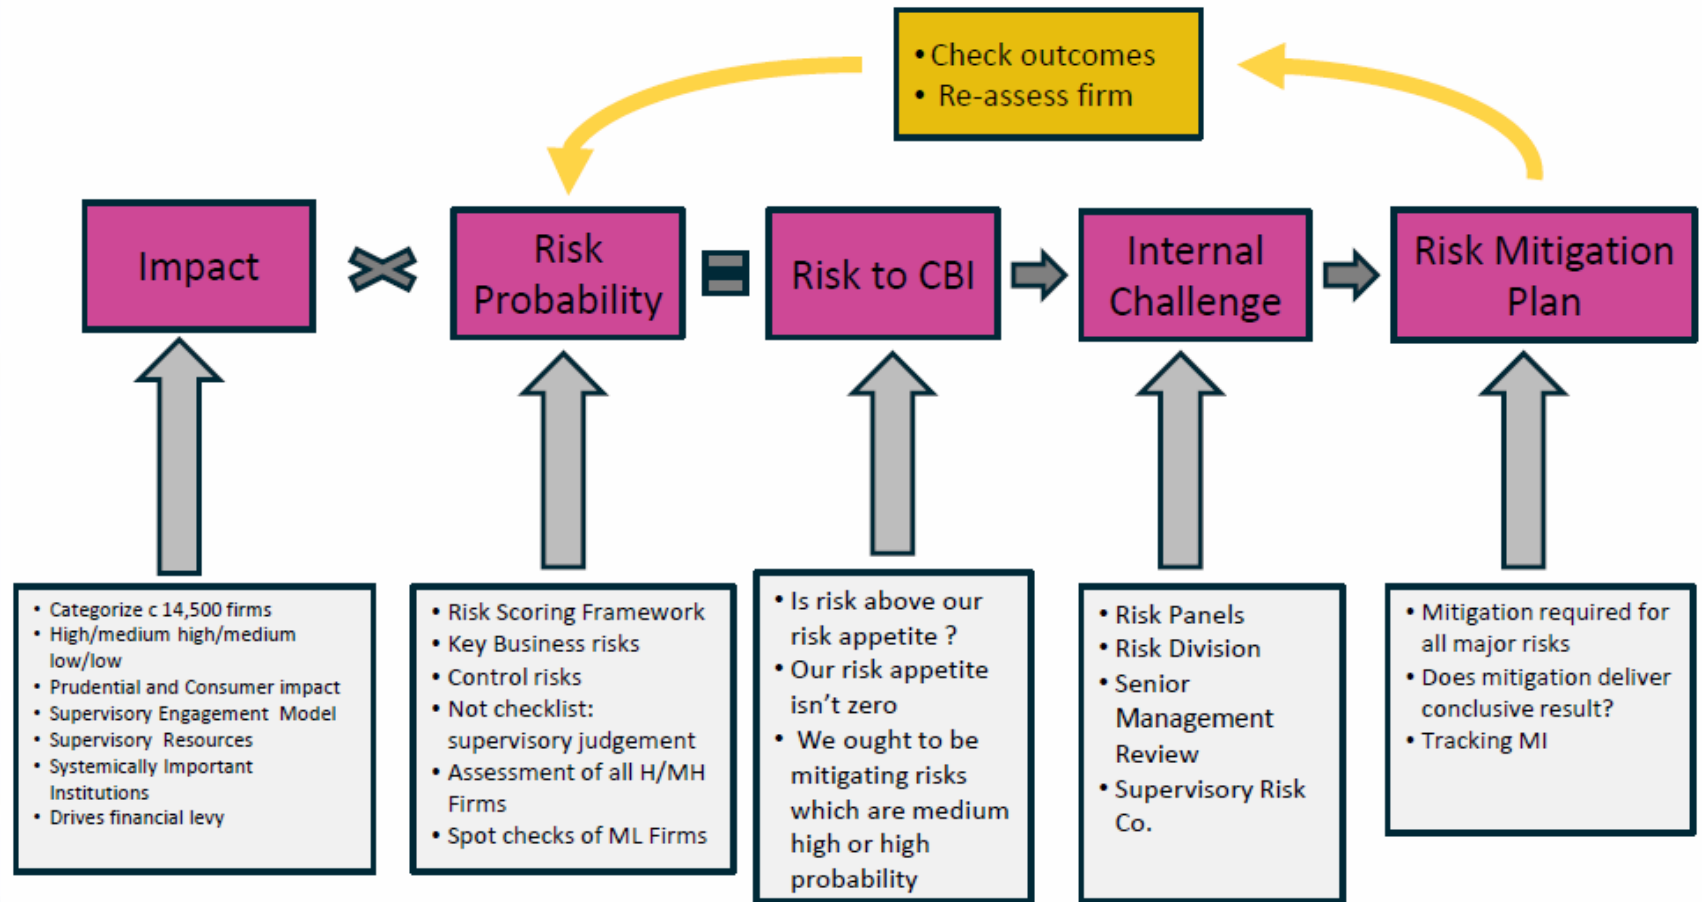 • Check outcomes
• Re-assess firm
Impact
Risk
Probability
Risk to CBI
Internal
Challenge
Risk Mitigation
Plan
• Categorize c 14,500 firms
• High/medium high/medium
low/low
• Prudential and Consumer impact
• Supervisory Engagement Model
• Supervisory Resources
• Systemically Important
Institutions
• Drives financial levy
• Risk Scoring Framework
• Key Business risks
• Control risks
• Not checklist:
supervisory judgement
• Assessment of all H/MH
Firms
• Spot checks of ML Firms
• Is risk above our
risk appetite ?
• Our risk appetite
isn’t zero
• We ought to be
mitigating risks
which are medium
high or high
probability
• Risk Panels
• Risk Division
• Senior
Management
Review
• Supervisory Risk
Co.
• Mitigation required for
all major risks
• Does mitigation deliver
conclusive result?
• Tracking MI